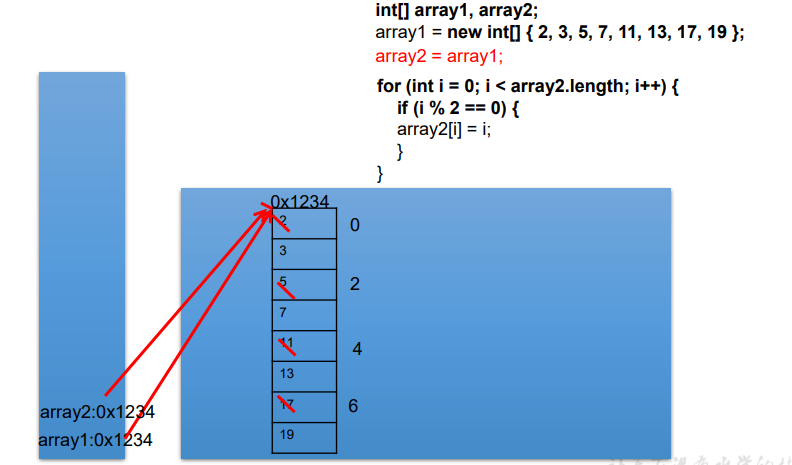 int[] array1, array2;
array1 = new int[] { 2, 3, 5, 7, 11, 13, 17, 19 };
array2 = array1;
for (int i = 0; i < array2.length; i++) {
if (i % 2 == 0) {
array2[i] = i;
}
}
0x1234
2 0
3
5 2
7
11 4
13
17 6
19
array2:0x1234
array1:0x1234